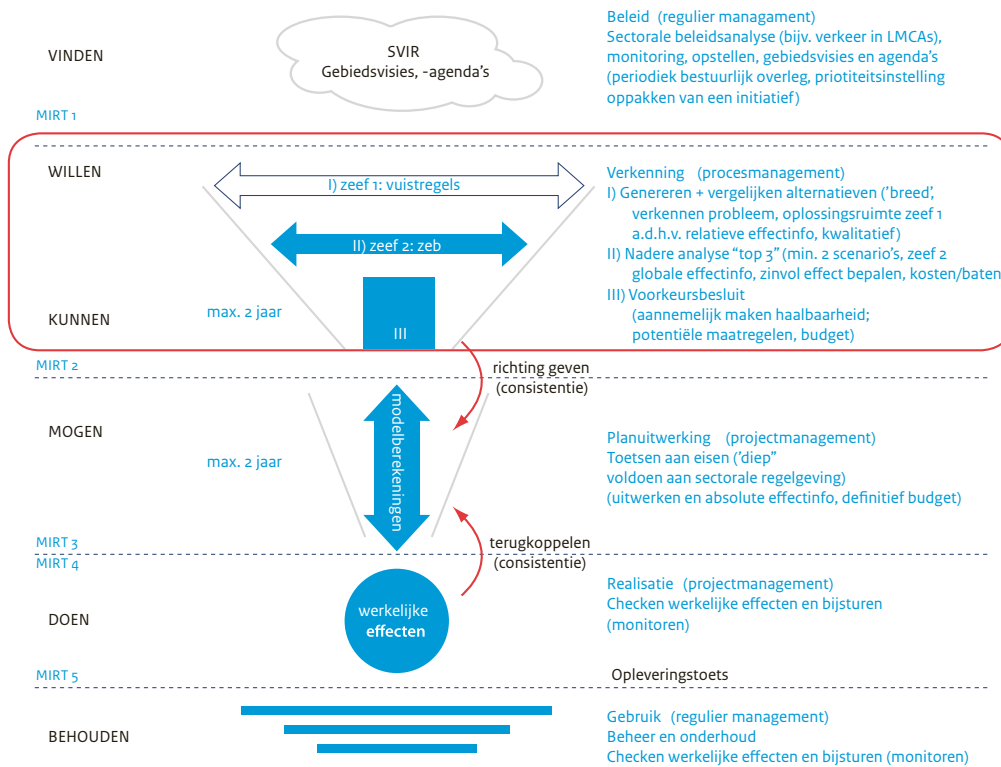 VINDEN
SVIR
Gebiedsvisies, -agenda's
Beleid (regulier managament)
Sectorale beleidsanalyse (bijv. verkeer in LMCAs),
monitoring, opstellen, gebiedsvisies en agenda's
(periodiek bestuurlijk overleg, priotiteitsinstelling
oppakken van een initiatief)
MIRT 1
WILLEN
I) zeef 1: vuistregels
II) zeef 2: zeb
max. 2 jaar
III
KUNNEN
Verkenning (procesmanagement)
I) Genereren + vergelijken alternatieven ('breed',
verkennen probleem, oplossingsruimte zeef 1
a.d.h.v. relatieve effectinfo, kwalitatief)
II) Nadere analyse "top 3" (min. 2 scenario's, zeef 2
globale effectinfo, zinvol effect bepalen, kosten/baten
III) Voorkeursbesluit
(aannemelijk maken haalbaarheid;
potentiële maatregelen, budget)
MIRT 2
richting geven
(consistentie)
MOGEN
max. 2 jaar
modelberekeningen
Planuitwerking (projectmanagement)
Toetsen aan eisen ('diep"
voldoen aan sectorale regelgeving)
(uitwerken en absolute effectinfo, definitief budget)
MIRT 3
MIRT 4
terugkoppelen
(consistentie)
DOEN
werkelijke
effecten
Realisatie (projectmanagement)
Checken werkelijke effecten en bijsturen
(monitoren)
MIRT 5
Opleveringstoets
BEHOUDEN
Gebruik (regulier management)
Beheer en onderhoud
Checken werkelijke effecten en bijsturen (monitoren)